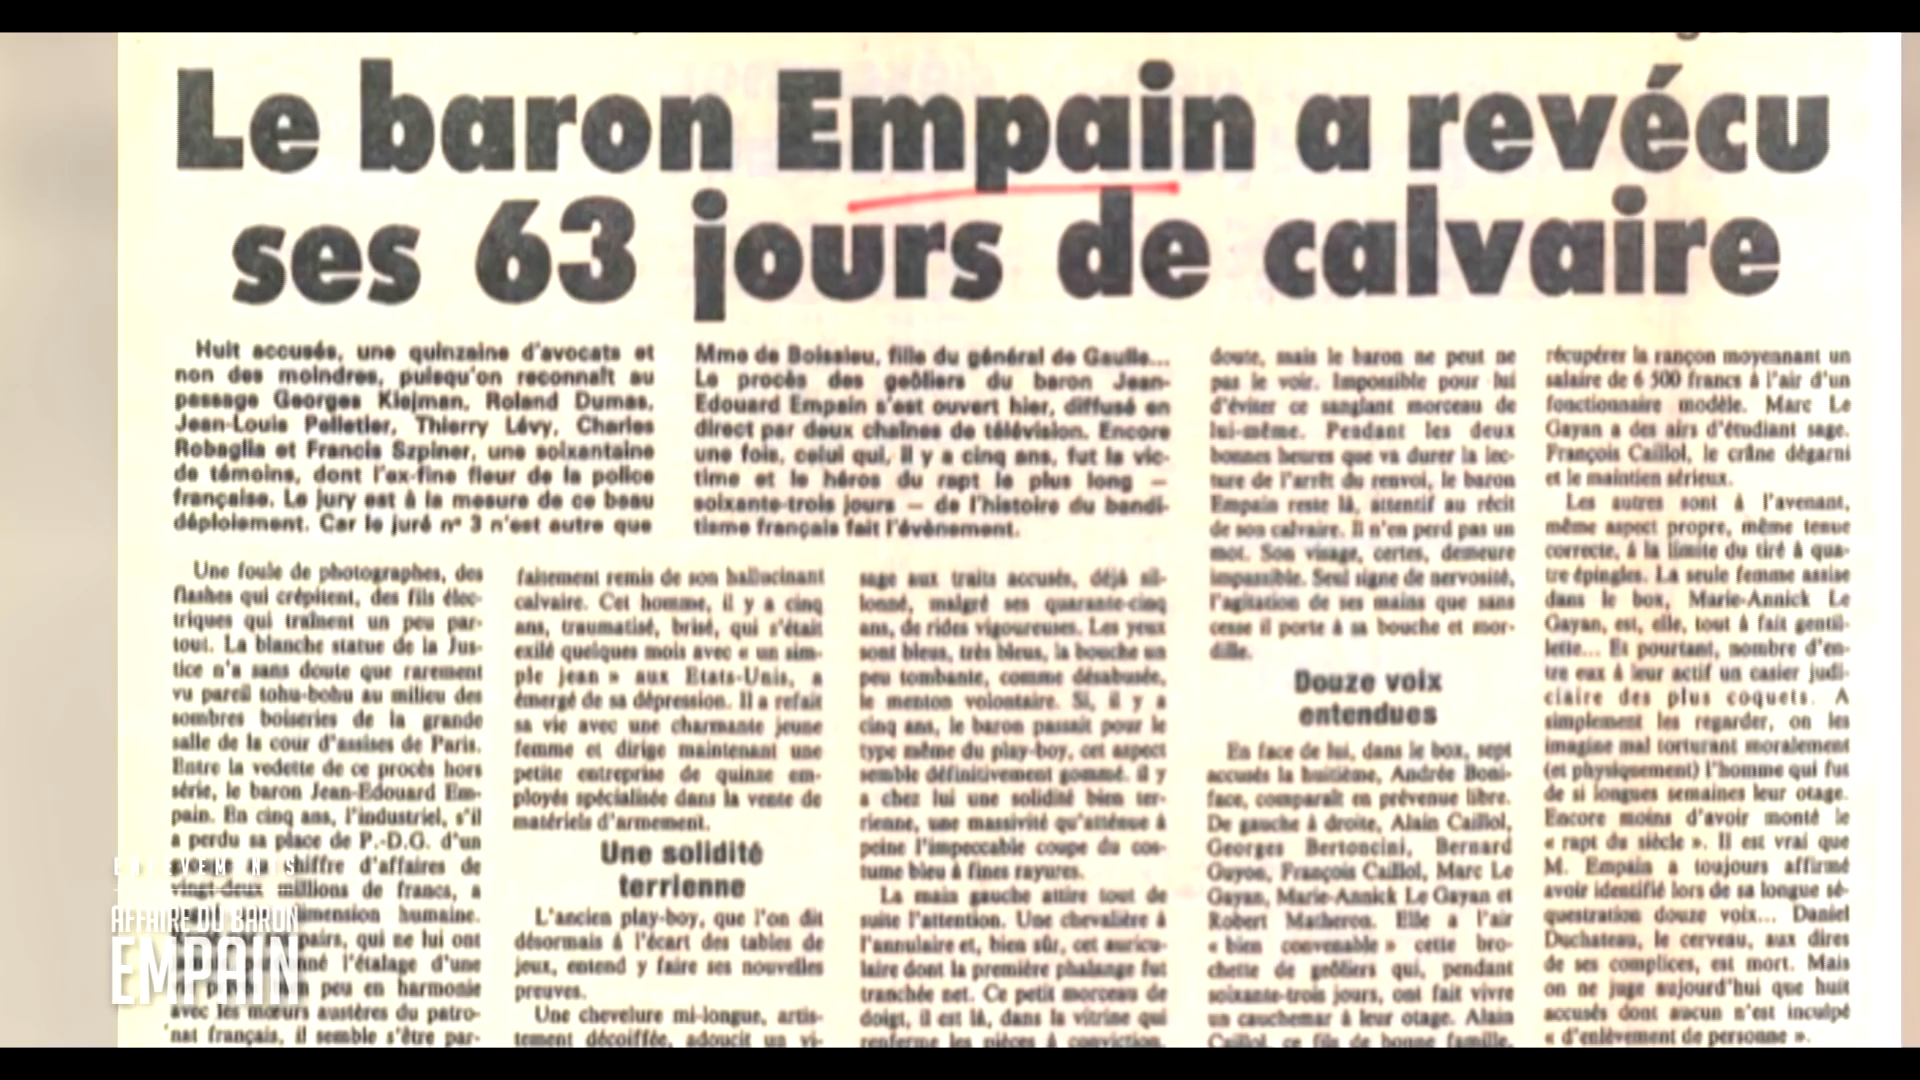 Le baron Empain a revécu
ses 63 jours de calvaire
Huit accusés, une quinzaine d'avocats et
non des moindres, puisqu'on reconnaît au
passage Georges Kiejman, Roland Dumas,
Jean-Louis Pelletier, Thierry Lévy, Charles
Robaglia et Francis Szpiner, une soixantaine
de témoins, dont l'ex-fine fleur de la police
française. Le jury est à la mesure de ce beau
déploiement. Car le juré n° 3 n'est autre que
Mme de Boissieu, fille du général de Gaulle...
Le procès des geôliers du baron Jean-
Edouard Empain s'est ouvert hier, diffusé en
direct par deux chaînes de télévision. Encore
une fois, celui qui, il y a cinq ans, fut la vic-
time et le héros du rapt le plus long —
soixante-trois jours — de l'histoire du bandi-
tisme français fait l'évènement.
Une foule de photographes, des
flashes qui crépitent, des fils élec-
triques qui traînent un peu par-
tout. La blanche statue de la Jus-
tice n'a sans doute que rarement
vu pareil tohu-bohu au milieu des
sombres boiseries de la grande
salle de la cour d'assises de Paris.
Entre la vedette de ce procès hors
série, le baron Jean-Edouard Em-
pain. En cinq ans, l'industriel, s'il
a perdu sa place de P.-D.G. d'un
chiffre d'affaires de
vingt-deux millions de francs, a
dimension humaine.
pairs, qui ne lui ont
l'étalage d'une
peu en harmonie
avec les mœurs austères du patro-
nat français, il semble s'être par-
faitement remis de son hallucinant
calvaire. Cet homme, il y a cinq
ans, traumatisé, brisé, qui s'était
exilé quelques mois avec « un sim-
ple jean » aux Etats-Unis, a
émergé de sa dépression. Il a refait
sa vie avec une charmante jeune
femme et dirige maintenant une
petite entreprise de quinze em-
ployés spécialisée dans la vente de
matériels d'armement.
Une solidité
terrienne
L'ancien play-boy, que l'on dit
désormais à l'écart des tables de
jeux, entend y faire ses nouvelles
preuves.
Une chevelure mi-longue, artis-
tement décoiffée, adoucit un vi-
sage aux traits accusés, déjà sil-
lonné, malgré ses quarante-cinq
ans, de rides vigoureuses. Les yeux
sont bleus, très bleus, la bouche un
peu tombante, comme désabusée,
le menton volontaire. Si, il y a
cinq ans, le baron passait pour le
type même du play-boy, cet aspect
semble définitivement gommé. il y
a chez lui une solidité bien ter-
rienne, une massivité qu'atténue à
peine l'impeccable coupe du cos-
tume bleu à fines rayures.
La main gauche attire tout de
suite l'attention. Une chevalière à
l'annulaire et, bien sûr, cet auricu-
laire dont la première phalange fut
tranchée net. Ce petit morceau de
doigt, il est là, dans la vitrine qui
renferme les pièces à conviction,
doute, mais le baron ne peut ne
pas le voir. Impossible pour lui
d'éviter ce sanglant morceau de
lui-même. Pendant les deux
bonnes heures que va durer la lec-
ture de l'arrêt du renvoi, le baron
Empain reste là, attentif au récit
de son calvaire. Il n'en perd pas un
mot. Son visage, certes, demeure
impassible. Seul signe de nervosité,
l'agitation de ses mains que sans
cesse il porte à sa bouche et mor-
dille.
Douze voix
entendues
En face de lui, dans le box, sept
accusés la huitième, Andrée Boni-
face, comparaît en prévenue libre.
De gauche à droite, Alain Caillol,
Georges Bertoncini, Bernard
Guyon, François Caillol, Marc Le
Gayan, Marie-Annick Le Gayan et
Robert Matheron. Elle a l'air
« bien convenable » cette bro-
chette de geôliers qui, pendant
soixante-trois jours, ont fait vivre
un cauchemar à leur otage. Alain
Caillol, ce fils de bonne famille,
récupérer la rançon moyennant un
salaire de 6 500 francs à l'air d'un
fonctionnaire modèle. Marc Le
Gayan a des airs d'étudiant sage.
François Caillol, le crâne dégarni
et le maintien sérieux.
Les autres sont à l'avenant,
même aspect propre, même tenue
correcte, à la limite du tiré à qua-
tre épingles. La seule femme assise
dans le box, Marie-Annick Le
Gayan, est, elle, tout à fait gentil-
lette... Et pourtant, nombre d'en-
tre eux à leur actif un casier judi-
ciaire des plus coquets. A
simplement les regarder, on les
imagine mal torturant moralement
(et physiquement) l'homme qui fut
de si longues semaines leur otage.
Encore moins d'avoir monté le
« rapt du siècle ». Il est vrai que
M. Empain a toujours affirmé
avoir identifié lors de sa longue sé-
questration douze voix... Daniel
Duchateau, le cerveau, aux dires
de ses complices, est mort. Mais
on ne juge aujourd'hui que huit
accusés dont aucun n'est inculpé
« d'enlèvement de personne ».
AFFAIRE DU BARON
EMPAIN